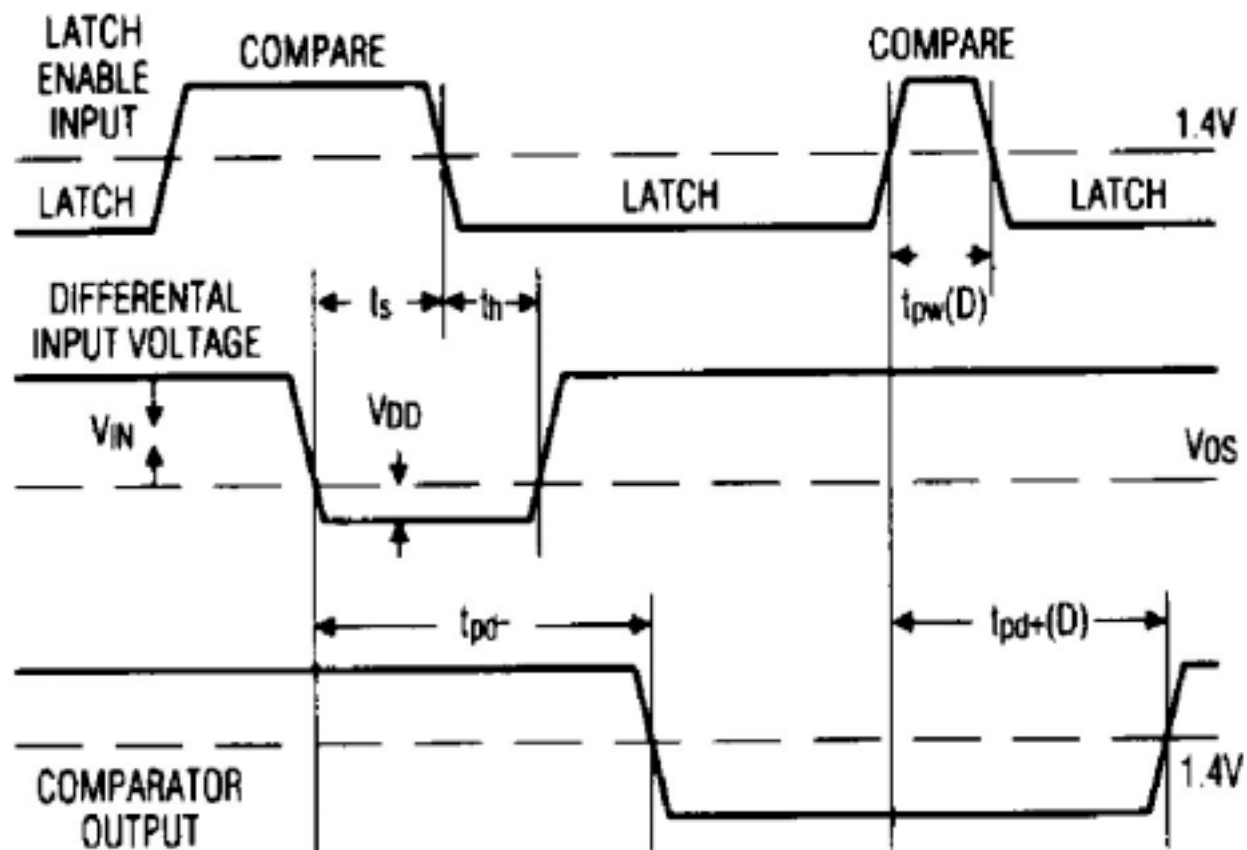 LATCH
ENABLE
INPUT
COMPARE
COMPARE
1.4V
LATCH
LATCH
LATCH
DIFFERENTAL
INPUT VOLTAGE
ts
th
tpw(D)
VIN
VDD
VOS
tpd-
tpd+(D)
COMPARATOR
OUTPUT
1.4V